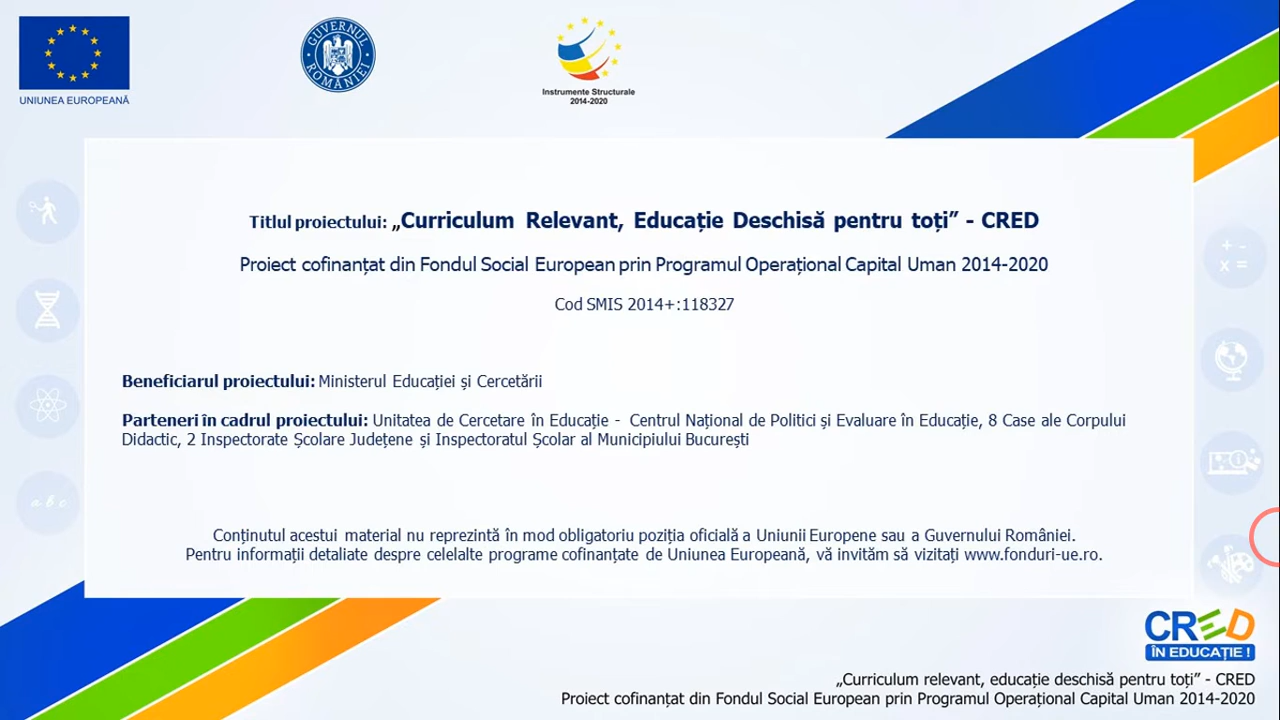 UNIUNEA EUROPEANĂ
GUVERNUL ROMÂNIEI
Instrumente Structurale
2014-2020
Titlul proiectului: „Curriculum Relevant, Educație Deschisă pentru toți” - CRED
Proiect cofinanțat din Fondul Social European prin Programul Operațional Capital Uman 2014-2020
Cod SMIS 2014+:118327
Beneficiarul proiectului: Ministerul Educației și Cercetării
Parteneri în cadrul proiectului: Unitatea de Cercetare în Educație - Centrul Național de Politici și Evaluare în Educație, 8 Case ale Corpului
Didactic, 2 Inspectorate Școlare Județene și Inspectoratul Școlar al Municipiului București
a b c
+ -
x =
Conținutul acestui material nu reprezintă în mod obligatoriu poziția oficială a Uniunii Europene sau a Guvernului României.
Pentru informații detaliate despre celelalte programe cofinanțate de Uniunea Europeană, vă invităm să vizitați www.fonduri-ue.ro.
CRED
ÎN EDUCAȚIE !
„Curriculum relevant, educație deschisă pentru toți” - CRED
Proiect cofinanțat din Fondul Social European prin Programul Operațional Capital Uman 2014-2020